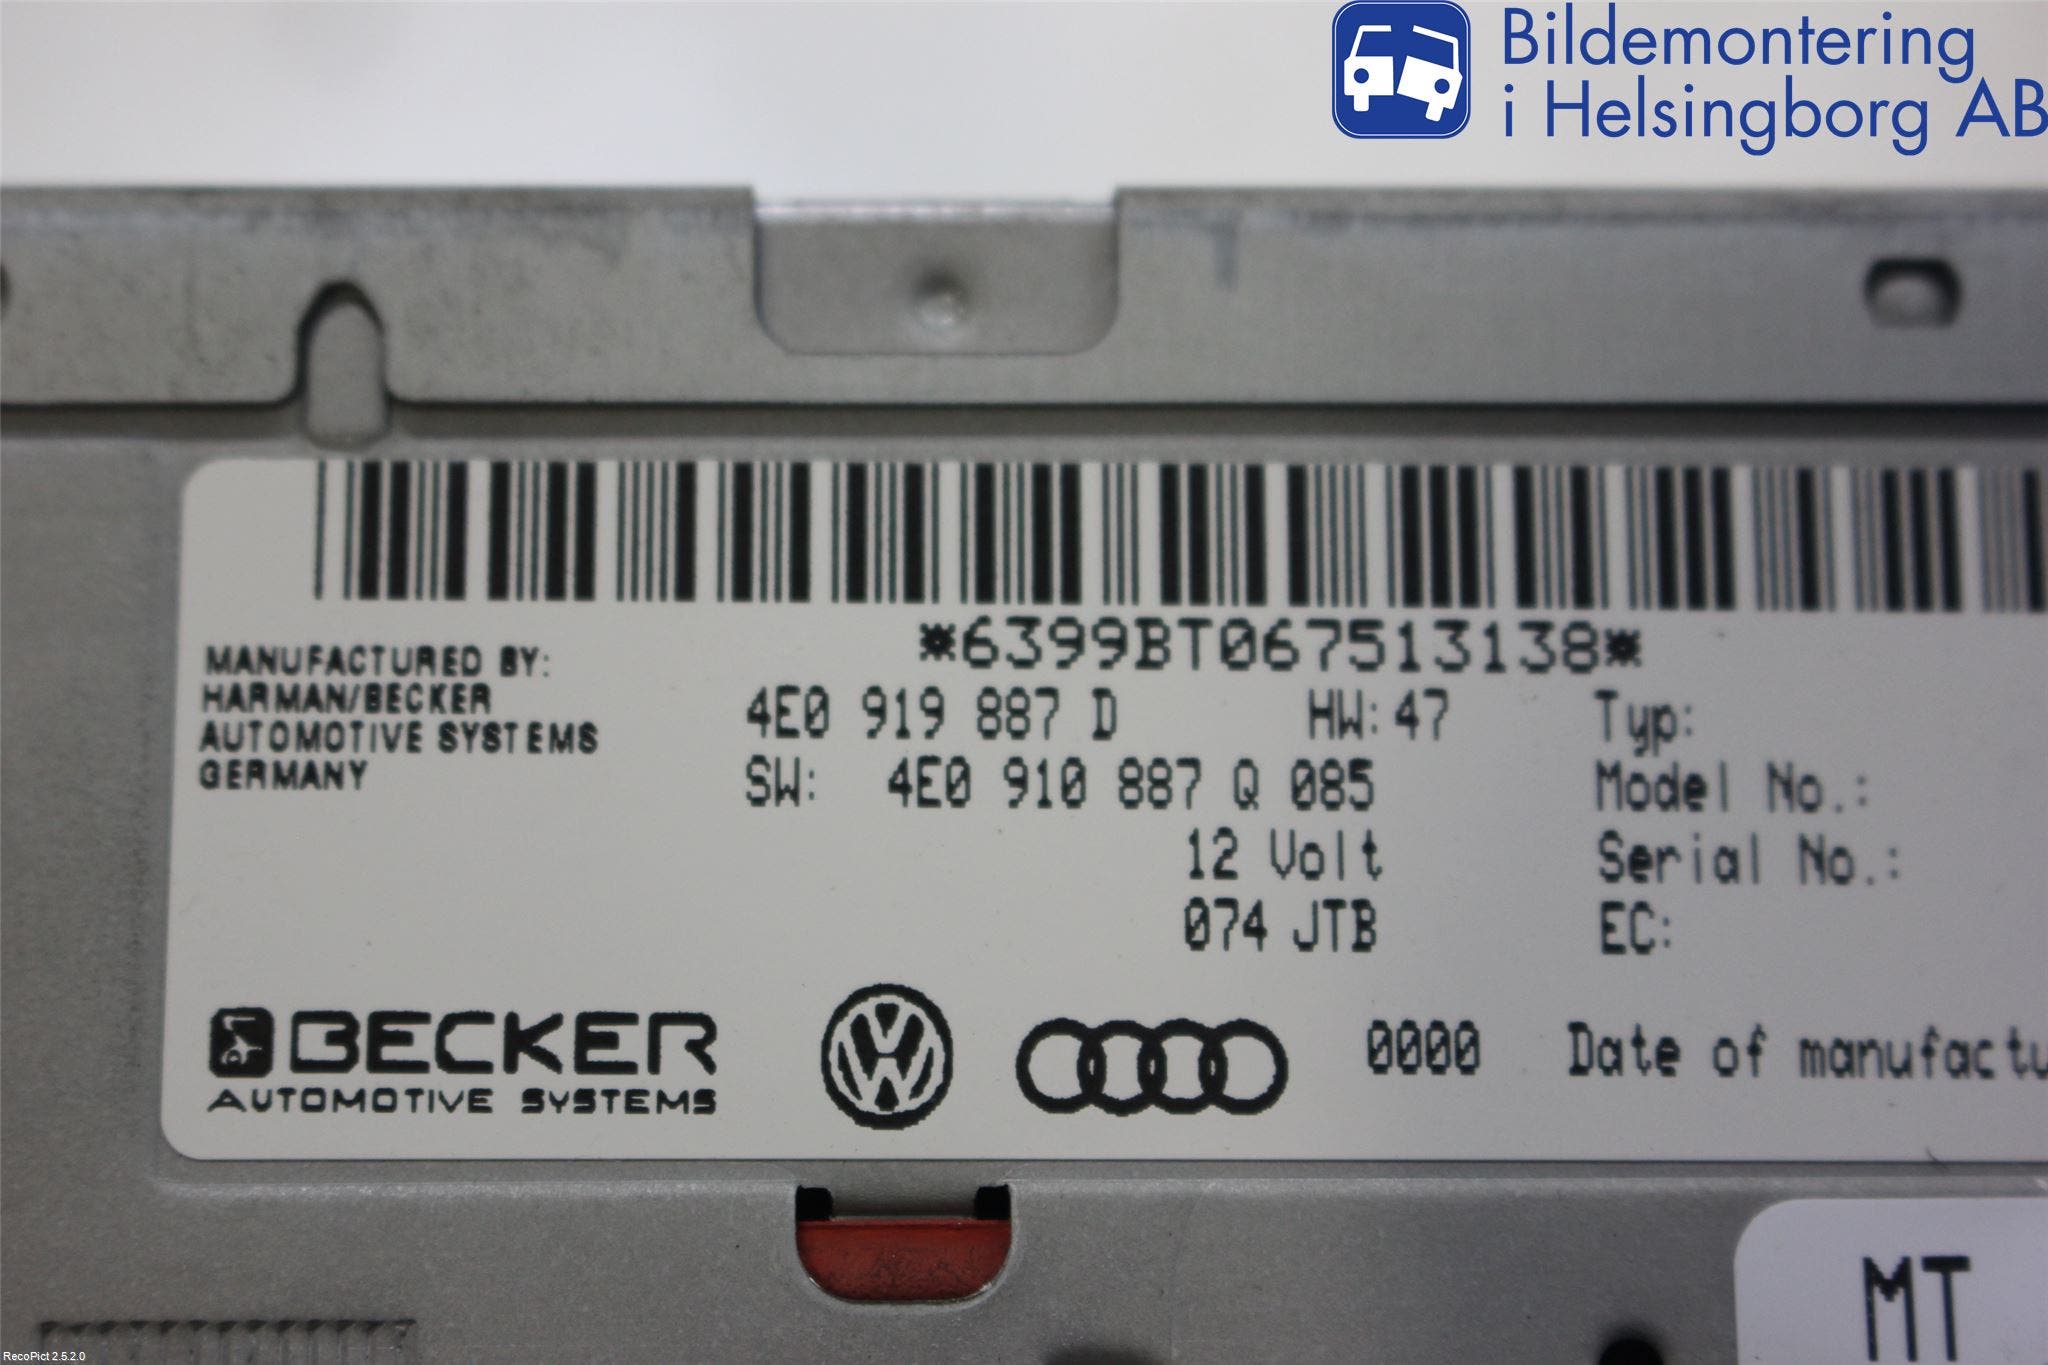 Bildemontering
i Helsingborg AB
*6399BT067513138*
MANUFACTURED BY:
HARMAN/BECKER
AUTOMOTIVE SYSTEMS
GERMANY
4E0 919 887 D HW: 47 Typ:
SW: 4E0 910 887 Q 085 Model No.:
12 Volt Serial No.:
074 JTB EC:
BECKER
AUTOMOTIVE SYSTEMS
0000 Date of manufactu
MT
RecoPict 2.5.2.0